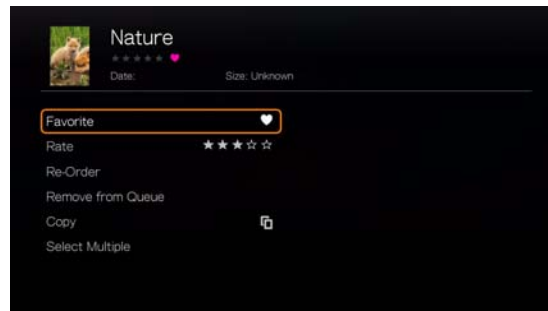 Nature
Date: Size: Unknown
Favorite
Rate
Re-Order
Remove from Queue
Copy
Select Multiple